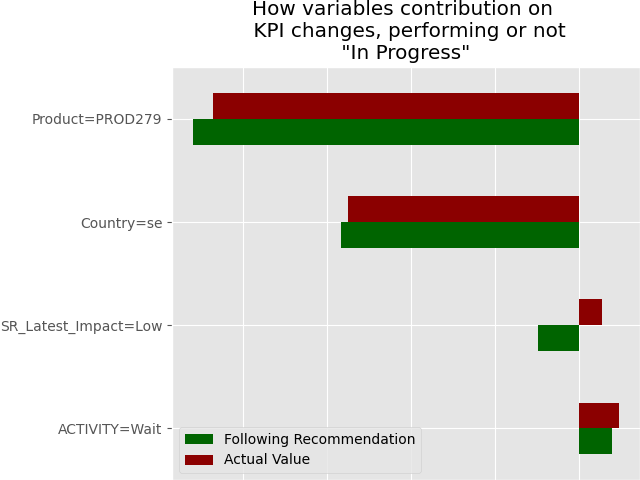 How variables contribution on
KPI changes, performing or not
"In Progress"
Product=PROD279
Country=se
SR_Latest_Impact=Low
ACTIVITY=Wait
Following Recommendation
Actual Value